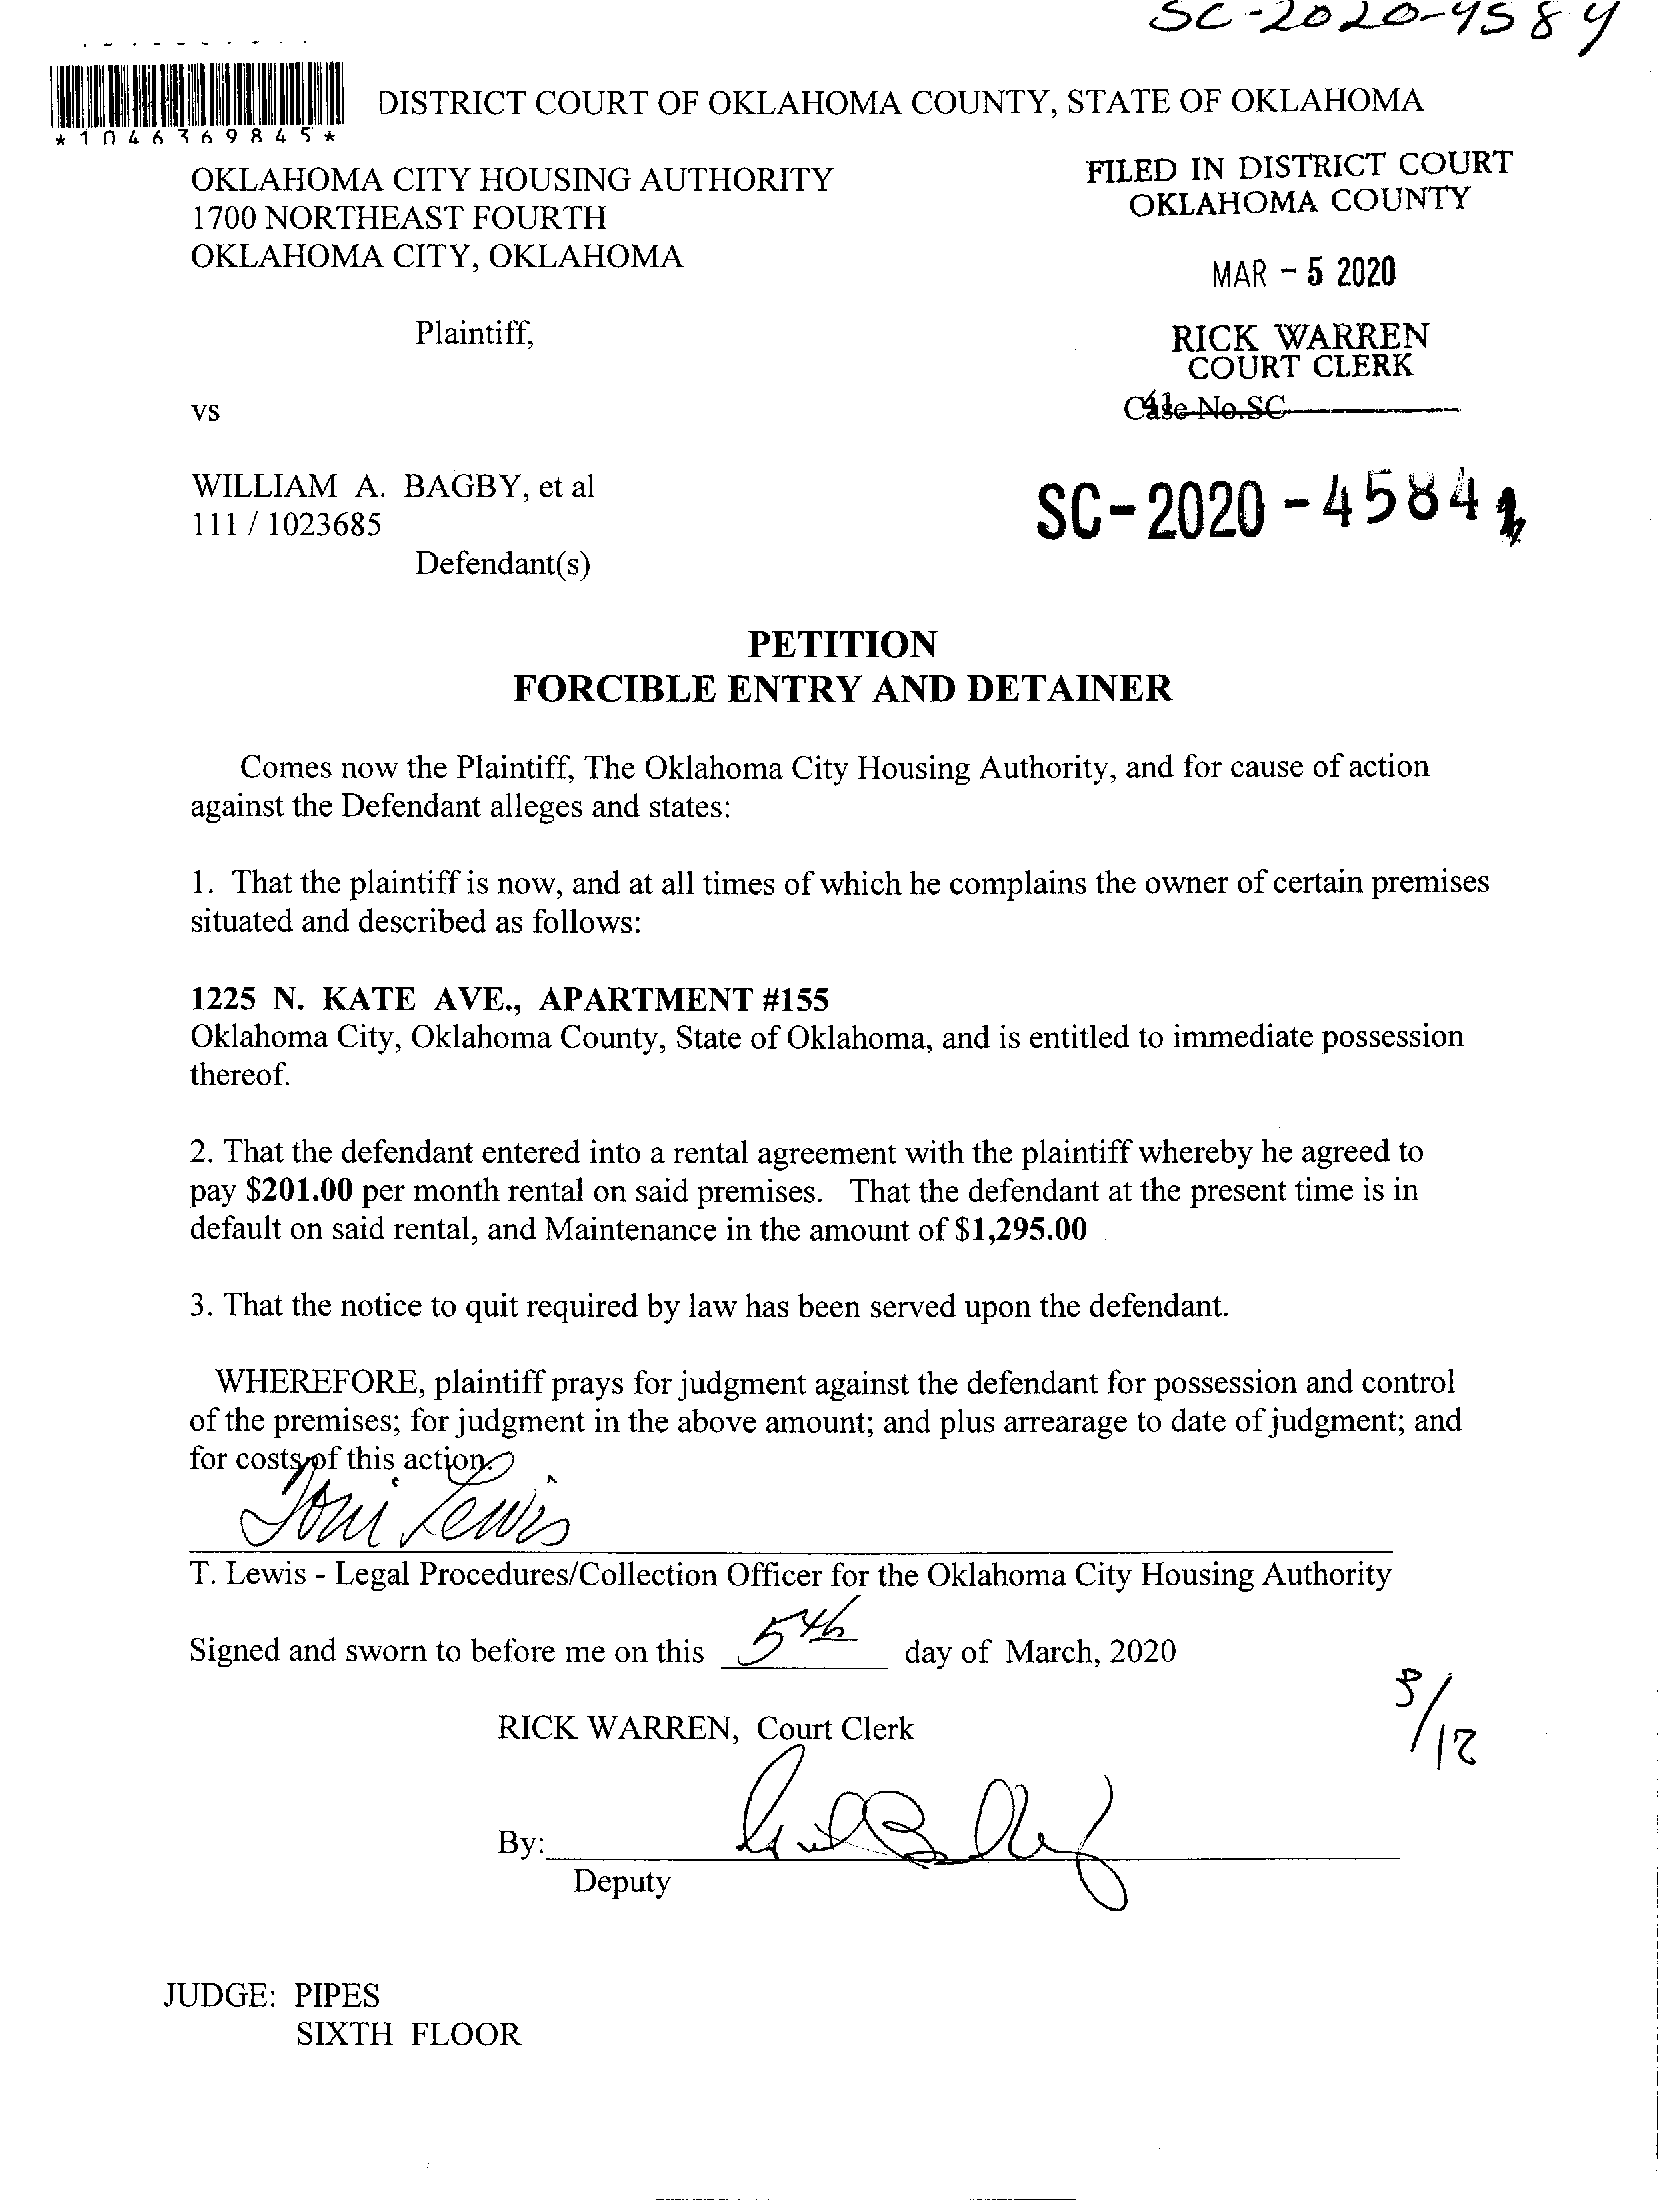 SC-2020-4584
*1046369845*
DISTRICT COURT OF OKLAHOMA COUNTY, STATE OF OKLAHOMA
OKLAHOMA CITY HOUSING AUTHORITY
1700 NORTHEAST FOURTH
OKLAHOMA CITY, OKLAHOMA
FILED IN DISTRICT COURT
OKLAHOMA COUNTY
MAR - 5 2020
RICK WARREN
COURT CLERK
41
Case No.SC
Plaintiff,
vs
WILLIAM A. BAGBY, et al
111 / 1023685
Defendant(s)
SC-2020-4584
PETITION
FORCIBLE ENTRY AND DETAINER
Comes now the Plaintiff, The Oklahoma City Housing Authority, and for cause of action
against the Defendant alleges and states:
1. That the plaintiff is now, and at all times of which he complains the owner of certain premises
situated and described as follows:
1225 N. KATE AVE., APARTMENT #155
Oklahoma City, Oklahoma County, State of Oklahoma, and is entitled to immediate possession
thereof.
2. That the defendant entered into a rental agreement with the plaintiff whereby he agreed to
pay $201.00 per month rental on said premises. That the defendant at the present time is in
default on said rental, and Maintenance in the amount of $1,295.00
3. That the notice to quit required by law has been served upon the defendant.
WHEREFORE, plaintiff prays for judgment against the defendant for possession and control
of the premises; for judgment in the above amount; and plus arrearage to date of judgment; and
for costs of this action.
Toni Lewis
T. Lewis - Legal Procedures/Collection Officer for the Oklahoma City Housing Authority
Signed and sworn to before me on this 5th day of March, 2020
3/12
RICK WARREN, Court Clerk
By:
Deputy
JUDGE: PIPES
SIXTH FLOOR